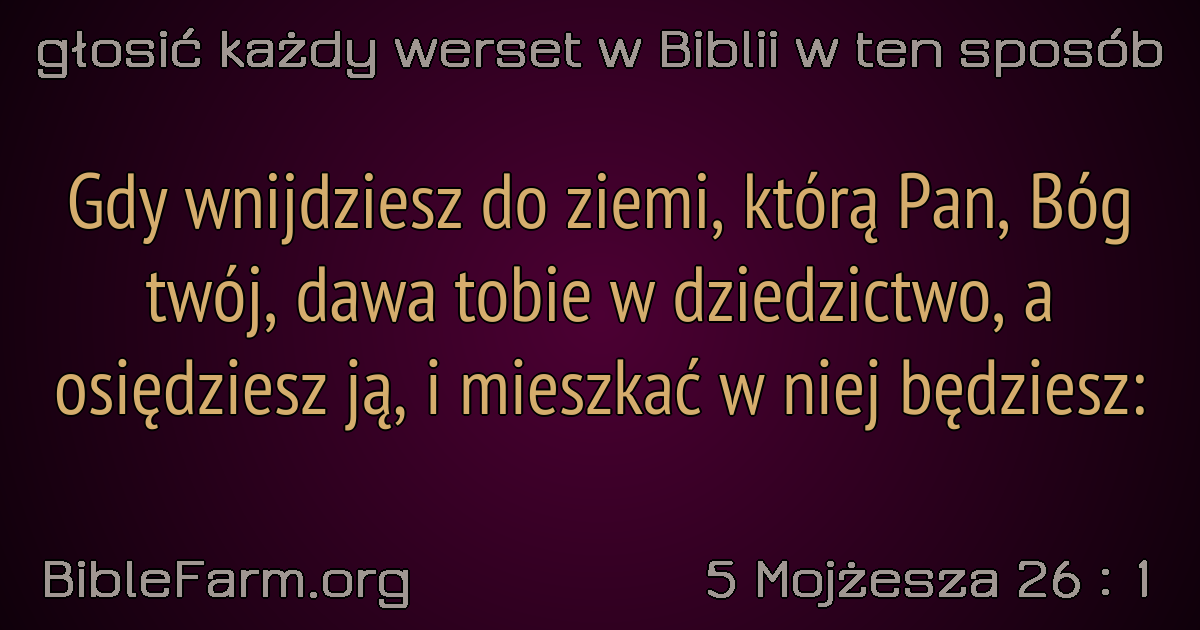 głosić każdy werset w Biblii w ten sposób
Gdy wnijdziesz do ziemi, którą Pan, Bóg
twój, dawa tobie w dziedzictwo, a
osiędziesz ją, i mieszkać w niej będziesz:
BibleFarm.org
5 Mojżesza 26 : 1